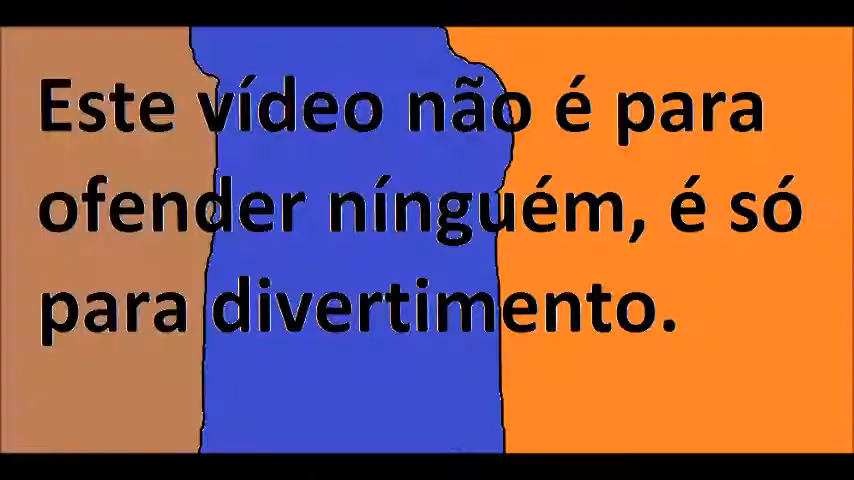 Este vídeo não é para
ofender nínguém, é só
para divertimento.